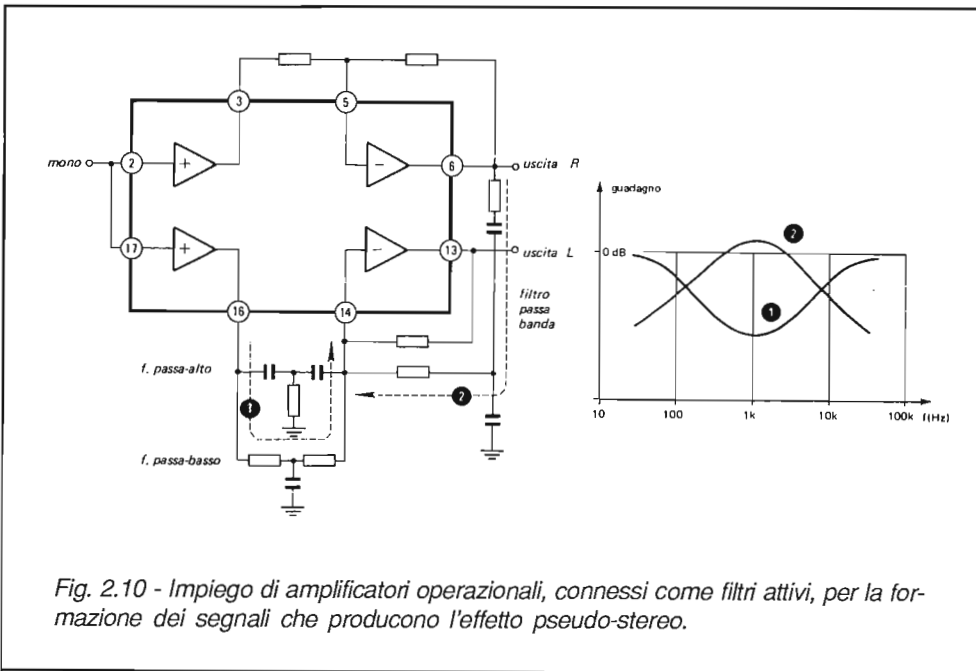 3
5
mono
2
+
−
6
uscita R
17
+
−
13
uscita L
16
14
filtro
passa
banda
f. passa-alto
1
2
f. passa-basso
guadagno
0 dB
2
1
10
100
1k
10k
100k
f(Hz)
Fig. 2.10 - Impiego di amplificatori operazionali, connessi come filtri attivi, per la for-
mazione dei segnali che producono l'effetto pseudo-stereo.